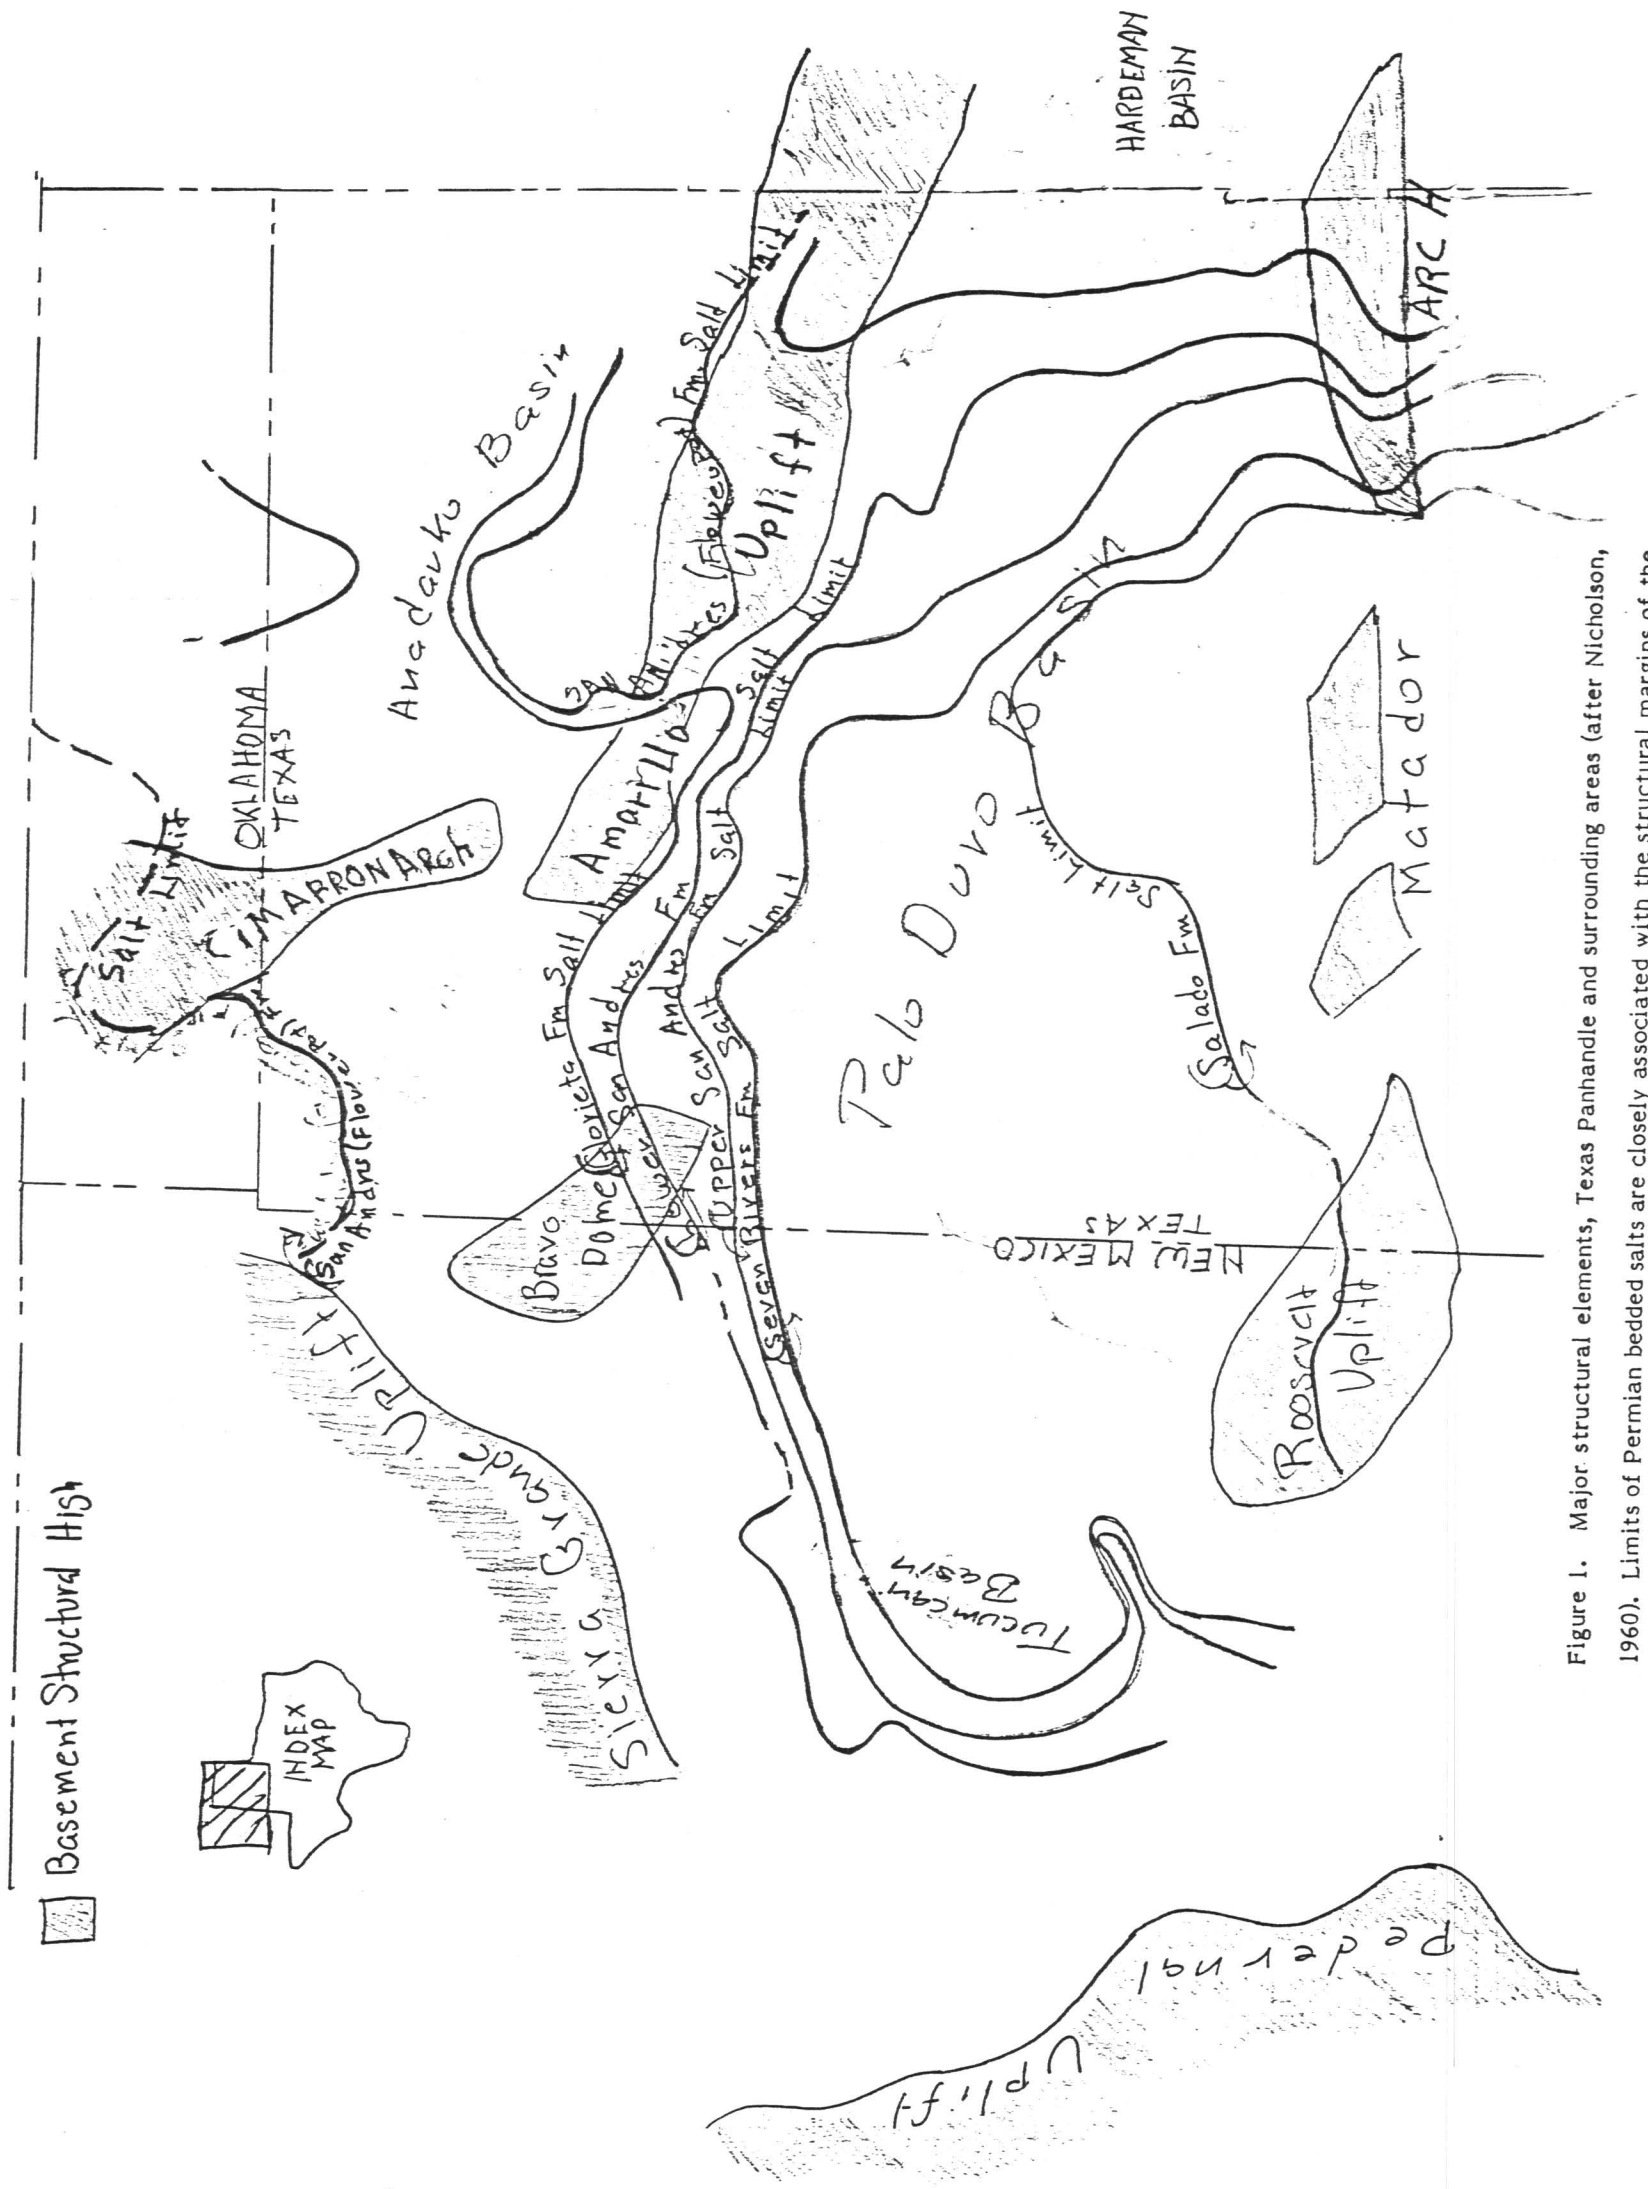 Basement Structural High
INDEX
MAP
Salt Limit
OKLAHOMA
TEXAS
CIMARRON ARCH
Anadarko Basin
HARDEMAN
BASIN
Sierra Grande Uplift
San Andres
Bravo
Dome
Amarillo Uplift
Glorieta Fm Salt Limit
Lower San Andres Fm Salt Limit
Upper San Andres Fm Salt Limit
Seven Rivers Fm Salt Limit
Fm. Salt Limit
Palo Duro Basin
Salado Fm Salt Limit
NEW MEXICO
TEXAS
Tucumcari
Basin
Roosevelt
Uplift
Matador
ARCH
Pedernal
Uplift
Figure 1. Major structural elements, Texas Panhandle and surrounding areas (after Nicholson,
1960). Limits of Permian bedded salts are closely associated with the structural margins of the